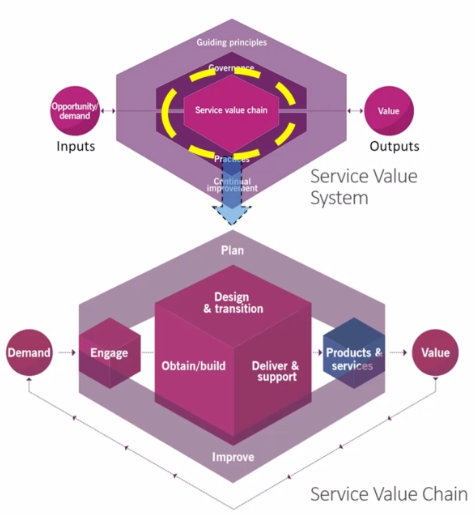 Guiding principles
Governance
Opportunity/
demand
Service value chain
Value
Inputs
Outputs
Practices
Continual
improvement
Service Value
System
Plan
Design
& transition
Demand
Engage
Obtain/build
Deliver &
support
Products &
services
Value
Improve
Service Value Chain